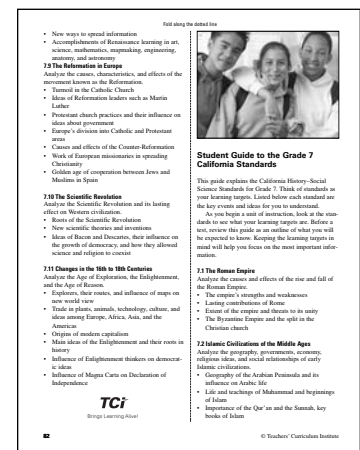 Fold along the dotted line
• New ways to spread information
• Accomplishments of Renaissance learning in art,
science, mathematics, mapmaking, engineering,
anatomy, and astronomy
7.9 The Reformation in Europe
Analyze the causes, characteristics, and effects of the
movement known as the Reformation.
• Turmoil in the Catholic Church
• Ideas of Reformation leaders such as Martin
Luther
• Protestant church practices and their influence on
ideas about government
• Europe's division into Catholic and Protestant
areas
• Causes and effects of the Counter-Reformation
• Work of European missionaries in spreading
Christianity
• Golden age of cooperation between Jews and
Muslims in Spain
7.10 The Scientific Revolution
Analyze the Scientific Revolution and its lasting
effect on Western civilization.
• Roots of the Scientific Revolution
• New scientific theories and inventions
• Ideas of Bacon and Descartes, their influence on
the growth of democracy, and how they allowed
science and religion to coexist
7.11 Changes in the 16th to 18th Centuries
Analyze the Age of Exploration, the Enlightenment,
and the Age of Reason.
• Explorers, their routes, and influence of maps on
new world view
• Trade in plants, animals, technology, culture, and
ideas among Europe, Africa, Asia, and the
Americas
• Origins of modern capitalism
• Main ideas of the Enlightenment and their roots in
history
• Influence of Enlightenment thinkers on democrat-
ic ideas
• Influence of Magna Carta on Declaration of
Independence
TCi
Brings Learning Alive!
Student Guide to the Grade 7
California Standards
This guide explains the California History–Social
Science Standards for Grade 7. Think of standards as
your learning targets. Listed below each standard are
the key events and ideas for you to understand.
As you begin a unit of instruction, look at the stan-
dards to see what your learning targets are. Before a
test, review this guide as an outline of what you will
be expected to know. Keeping the learning targets in
mind will help you focus on the most important infor-
mation.
7.1 The Roman Empire
Analyze the causes and effects of the rise and fall of
the Roman Empire.
• The empire's strengths and weaknesses
• Lasting contributions of Rome
• Extent of the empire and threats to its unity
• The Byzantine Empire and the split in the
Christian church
7.2 Islamic Civilizations of the Middle Ages
Analyze the geography, governments, economy,
religious ideas, and social relationships of early
Islamic civilizations.
• Geography of the Arabian Peninsula and its
influence on Arabic life
• Life and teachings of Muhammad and beginnings
of Islam
• Importance of the Qur'an and the Sunnah, key
books of Islam
82
© Teachers' Curriculum Institute